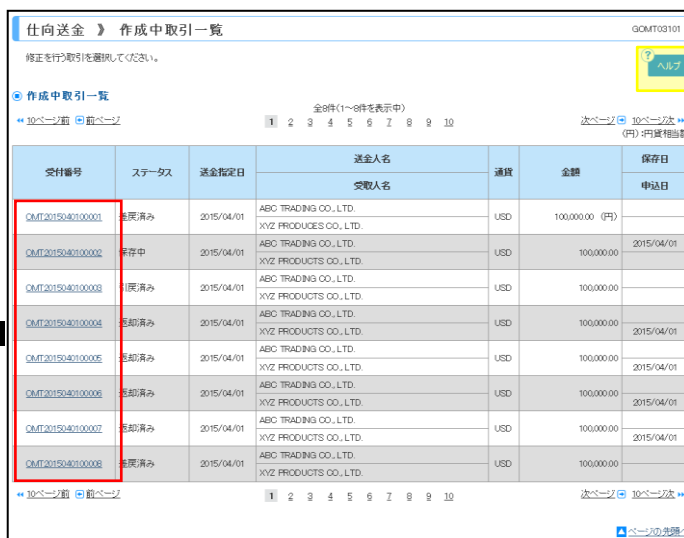 仕向送金 》 作成中取引一覧 GOMT03101
修正を行う取引を選択してください。
? ヘルプ
作成中取引一覧
全8件(1～8件を表示中)
10ページ前 前ページ 1 2 3 4 5 6 7 8 9 10 次ページ 10ページ次
(円):円貨相当額
受付番号 ステータス 送金指定日 送金人名 通貨 金額 保存日
受取人名 申込日
OMT2015040100001 差戻済み 2015/04/01 ABC TRADING CO., LTD. USD 100,000.00 (円)
XYZ PRODUCES CO., LTD.
OMT2015040100002 保存中 2015/04/01 ABC TRADING CO., LTD. USD 100,000.00 2015/04/01
XYZ PRODUCTS CO., LTD.
OMT2015040100003 引戻済み 2015/04/01 ABC TRADING CO., LTD. USD 100,000.00
XYZ PRODUCTS CO., LTD.
OMT2015040100004 返却済み 2015/04/01 ABC TRADING CO., LTD. USD 100,000.00
XYZ PRODUCTS CO., LTD. 2015/04/01
OMT2015040100005 返却済み 2015/04/01 ABC TRADING CO., LTD. USD 100,000.00
XYZ PRODUCTS CO., LTD. 2015/04/01
OMT2015040100006 返却済み 2015/04/01 ABC TRADING CO., LTD. USD 100,000.00
XYZ PRODUCTS CO., LTD. 2015/04/01
OMT2015040100007 返却済み 2015/04/01 ABC TRADING CO., LTD. USD 100,000.00
XYZ PRODUCTS CO., LTD. 2015/04/01
OMT2015040100008 差戻済み 2015/04/01 ABC TRADING CO., LTD. USD 100,000.00
XYZ PRODUCTS CO., LTD.
10ページ前 前ページ 1 2 3 4 5 6 7 8 9 10 次ページ 10ページ次
ページの先頭へ